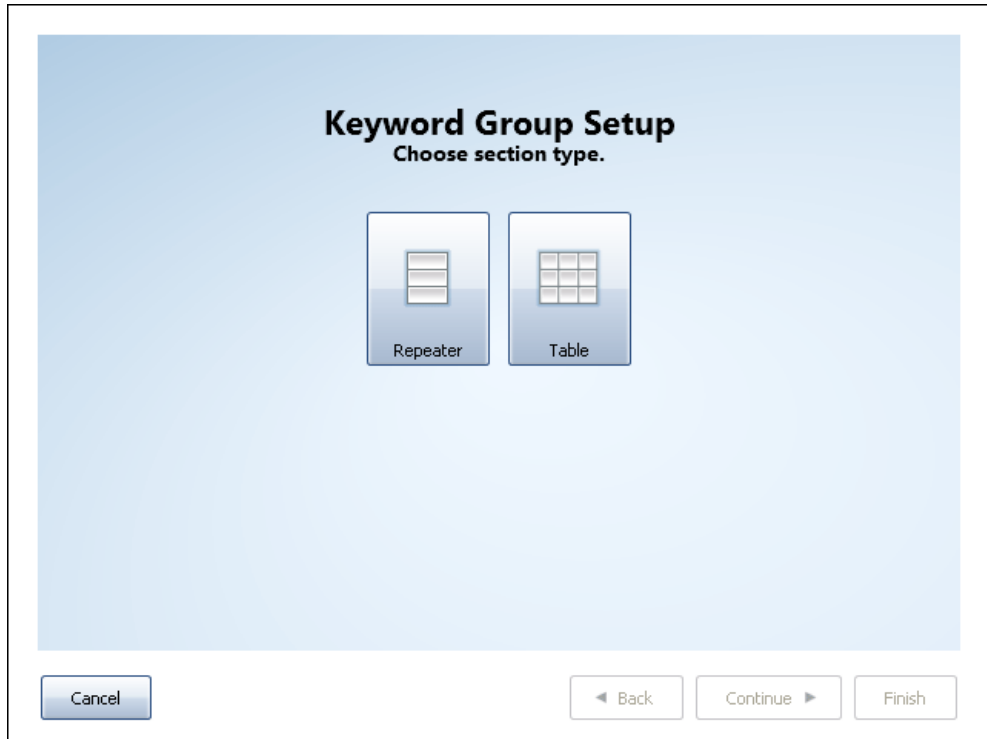 Keyword Group Setup
Choose section type.
Repeater Table
Cancel ◄ Back Continue ► Finish